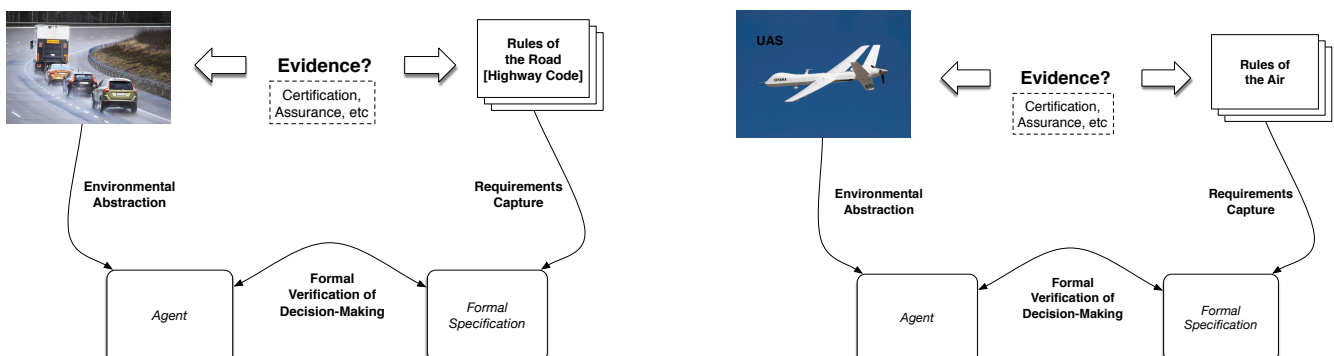 Rules of
the Road
[Highway Code]
Evidence?
Certification,
Assurance, etc
Environmental
Abstraction
Requirements
Capture
Formal
Verification of
Decision-Making
Agent
Formal
Specification
UAS
Rules of
the Air
Evidence?
Certification,
Assurance, etc
Environmental
Abstraction
Requirements
Capture
Formal
Verification of
Decision-Making
Agent
Formal
Specification